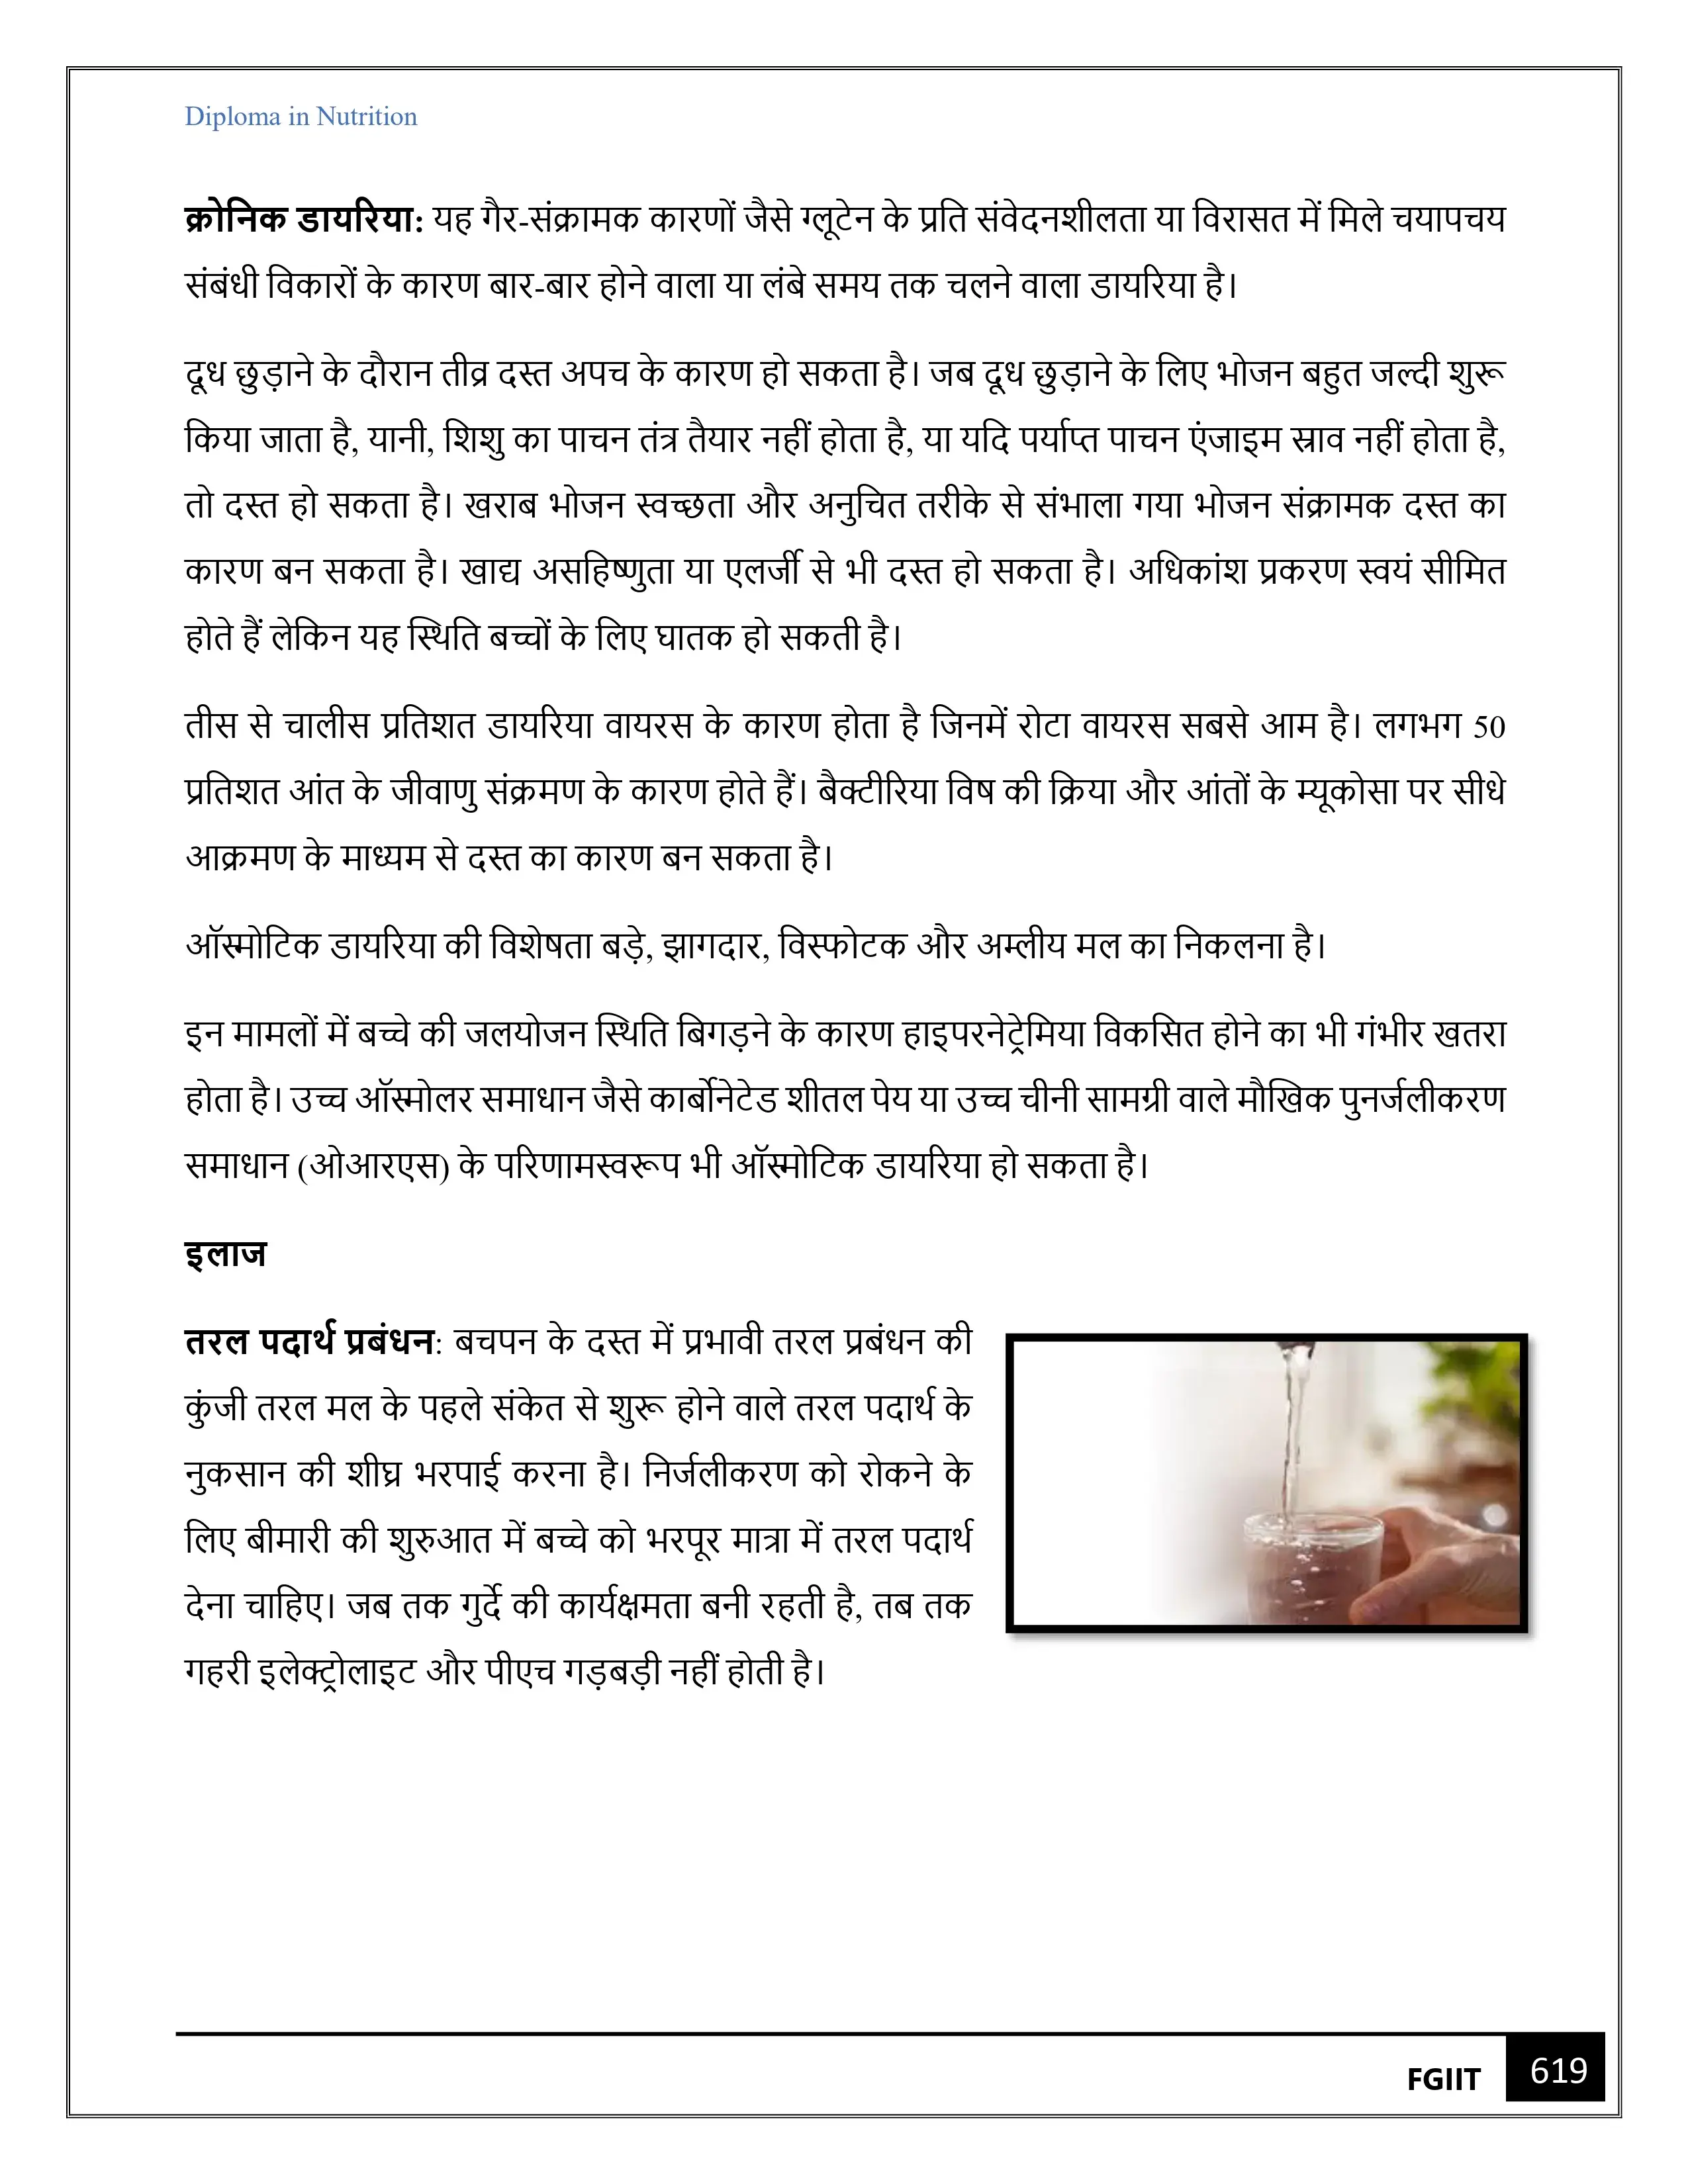 Diploma in Nutrition
क्रोनिक डायरिया: यह गैर-संक्रामक कारणों जैसे ग्लूटेन के प्रति संवेदनशीलता या विरासत में मिले चयापचय
संबंधी विकारों के कारण बार-बार होने वाला या लंबे समय तक चलने वाला डायरिया है।
दूध छुड़ाने के दौरान तीव्र दस्त अपच के कारण हो सकता है। जब दूध छुड़ाने के लिए भोजन बहुत जल्दी शुरू
किया जाता है, यानी, शिशु का पाचन तंत्र तैयार नहीं होता है, या यदि पर्याप्त पाचन एंजाइम स्राव नहीं होता है,
तो दस्त हो सकता है। खराब भोजन स्वच्छता और अनुचित तरीके से संभाला गया भोजन संक्रामक दस्त का
कारण बन सकता है। खाद्य असहिष्णुता या एलर्जी से भी दस्त हो सकता है। अधिकांश प्रकरण स्वयं सीमित
होते हैं लेकिन यह स्थिति बच्चों के लिए घातक हो सकती है।
तीस से चालीस प्रतिशत डायरिया वायरस के कारण होता है जिनमें रोटा वायरस सबसे आम है। लगभग 50
प्रतिशत आंत के जीवाणु संक्रमण के कारण होते हैं। बैक्टीरिया विष की क्रिया और आंतों के म्यूकोसा पर सीधे
आक्रमण के माध्यम से दस्त का कारण बन सकता है।
ऑस्मोटिक डायरिया की विशेषता बड़े, झागदार, विस्फोटक और अम्लीय मल का निकलना है।
इन मामलों में बच्चे की जलयोजन स्थिति बिगड़ने के कारण हाइपरनेट्रेमिया विकसित होने का भी गंभीर खतरा
होता है। उच्च ऑस्मोलर समाधान जैसे कार्बोनेटेड शीतल पेय या उच्च चीनी सामग्री वाले मौखिक पुनर्जलीकरण
समाधान (ओआरएस) के परिणामस्वरूप भी ऑस्मोटिक डायरिया हो सकता है।
इलाज
तरल पदार्थ प्रबंधन: बचपन के दस्त में प्रभावी तरल प्रबंधन की
कुंजी तरल मल के पहले संकेत से शुरू होने वाले तरल पदार्थ के
नुकसान की शीघ्र भरपाई करना है। निर्जलीकरण को रोकने के
लिए बीमारी की शुरुआत में बच्चे को भरपूर मात्रा में तरल पदार्थ
देना चाहिए। जब तक गुर्दे की कार्यक्षमता बनी रहती है, तब तक
गहरी इलेक्ट्रोलाइट और पीएच गड़बड़ी नहीं होती है।
FGIIT 619